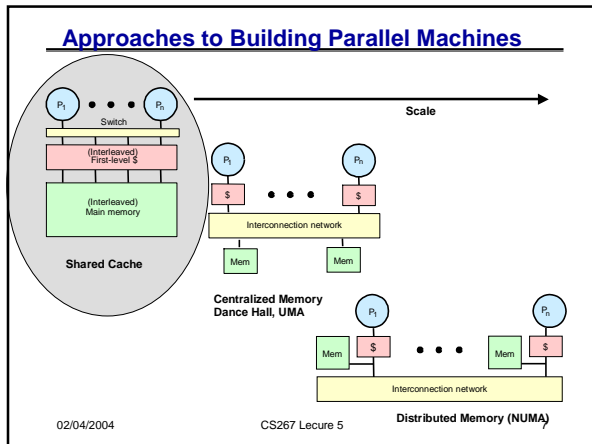 Approaches to Building Parallel Machines
P1
Pn
Scale
Switch
(Interleaved)
First-level $
(Interleaved)
Main memory
Shared Cache
P1
Pn
$
$
Interconnection network
Mem
Mem
Centralized Memory
Dance Hall, UMA
P1
Pn
Mem
$
Mem
$
Interconnection network
Distributed Memory (NUMA)
02/04/2004
CS267 Lecure 5
7